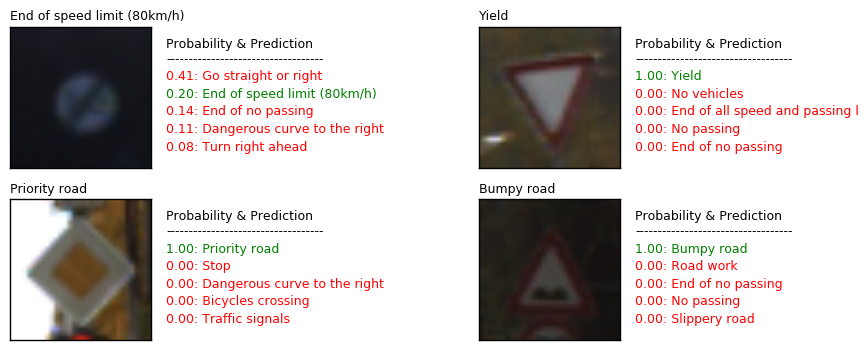 End of speed limit (80km/h)
Probability & Prediction
-----------------------------------
0.41: Go straight or right
0.20: End of speed limit (80km/h)
0.14: End of no passing
0.11: Dangerous curve to the right
0.08: Turn right ahead
Yield
Probability & Prediction
-----------------------------------
1.00: Yield
0.00: No vehicles
0.00: End of all speed and passing l
0.00: No passing
0.00: End of no passing
Priority road
Probability & Prediction
-----------------------------------
1.00: Priority road
0.00: Stop
0.00: Dangerous curve to the right
0.00: Bicycles crossing
0.00: Traffic signals
Bumpy road
Probability & Prediction
-----------------------------------
1.00: Bumpy road
0.00: Road work
0.00: End of no passing
0.00: No passing
0.00: Slippery road